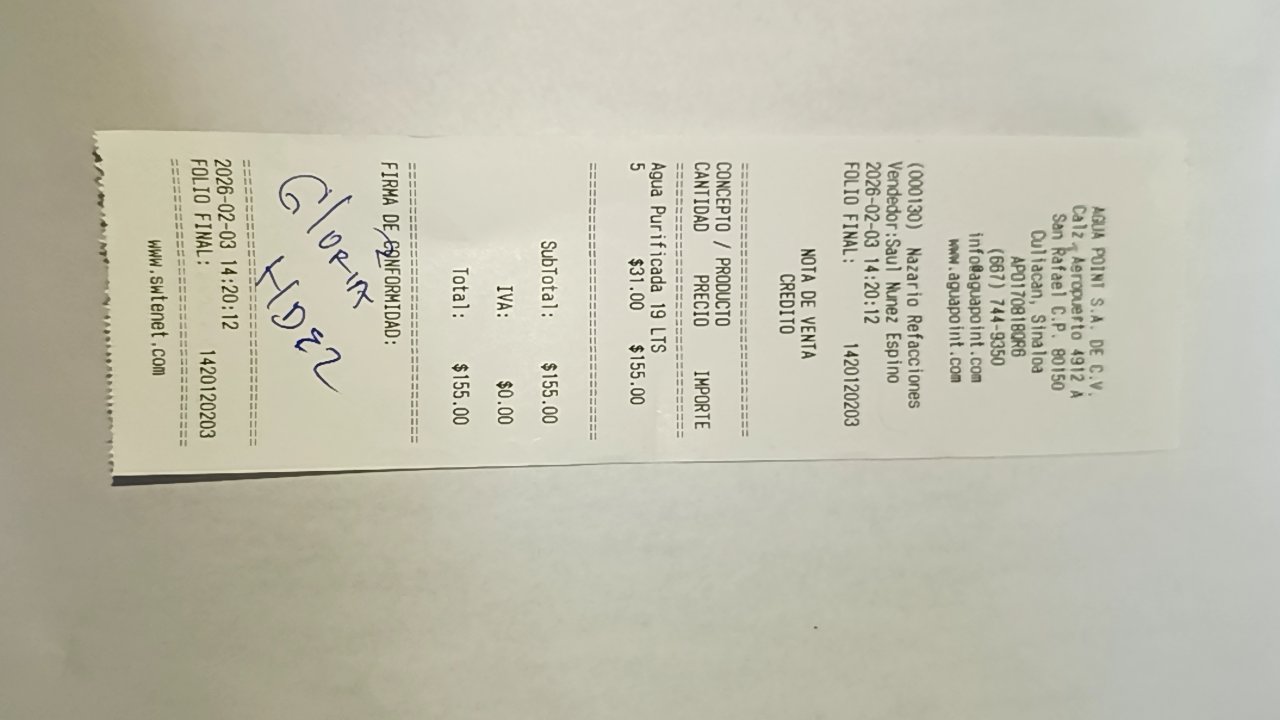 AGUA POINT S.A. DE C.V.
Calz. Aeropuerto 4912 A
San Rafael C.P. 80150
Culiacan, Sinaloa
APO1708180R6
(667) 744-9350
info@aguapoint.com
www.aguapoint.com
(000130) Nazario Refacciones
Vendedor:Saul Nunez Espino
2026-02-03 14:20:12
FOLIO FINAL: 1420120203
NOTA DE VENTA
CREDITO
CONCEPTO / PRODUCTO
CANTIDAD PRECIO IMPORTE
Agua Purificada 19 LTS
5 $31.00 $155.00
SubTotal: $155.00
IVA: $0.00
Total: $155.00
FIRMA DE CONFORMIDAD:
GlORIA
HDEZ
2026-02-03 14:20:12
FOLIO FINAL: 1420120203
www.swtenet.com